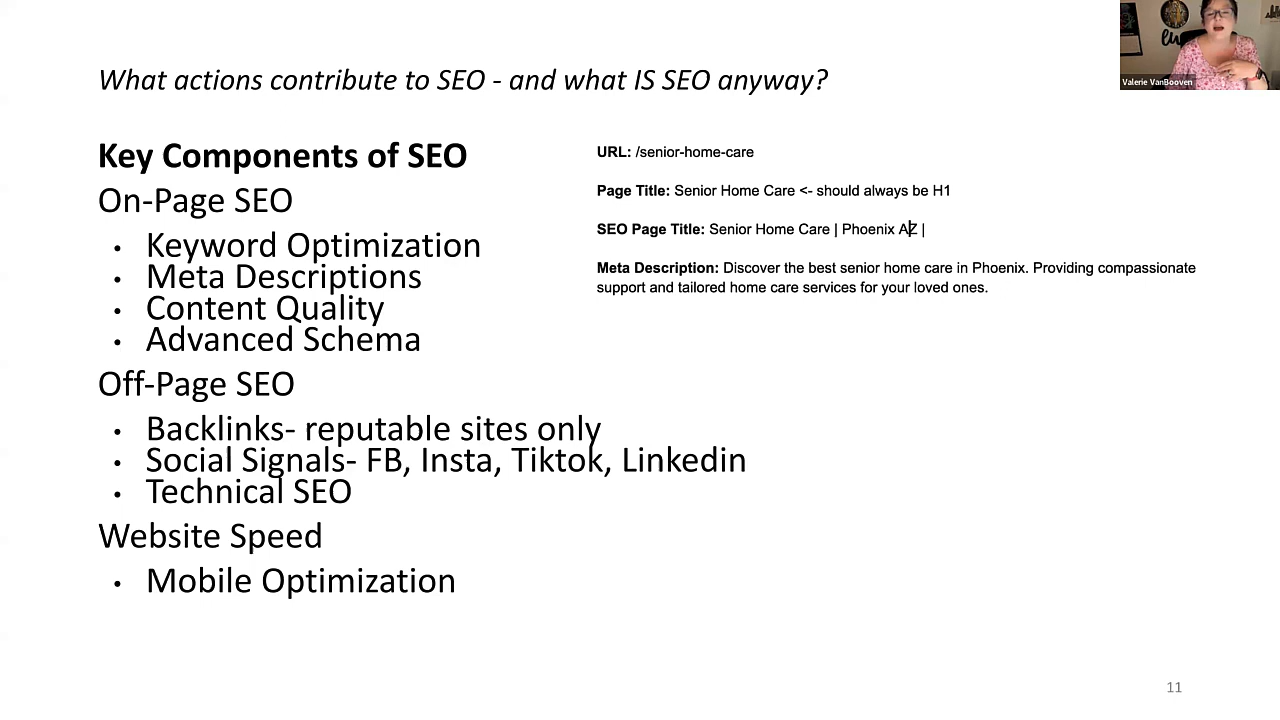 What actions contribute to SEO - and what IS SEO anyway?
Key Components of SEO
On-Page SEO
• Keyword Optimization
• Meta Descriptions
• Content Quality
• Advanced Schema
Off-Page SEO
• Backlinks- reputable sites only
• Social Signals- FB, Insta, Tiktok, Linkedin
• Technical SEO
Website Speed
• Mobile Optimization
URL: /senior-home-care
Page Title: Senior Home Care <- should always be H1
SEO Page Title: Senior Home Care | Phoenix AZ |
Meta Description: Discover the best senior home care in Phoenix. Providing compassionate
support and tailored home care services for your loved ones.
Valerie VanBooven
11